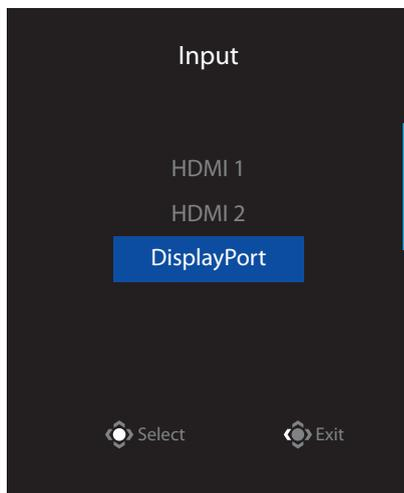 Input
HDMI 1
HDMI 2
DisplayPort
Select Exit